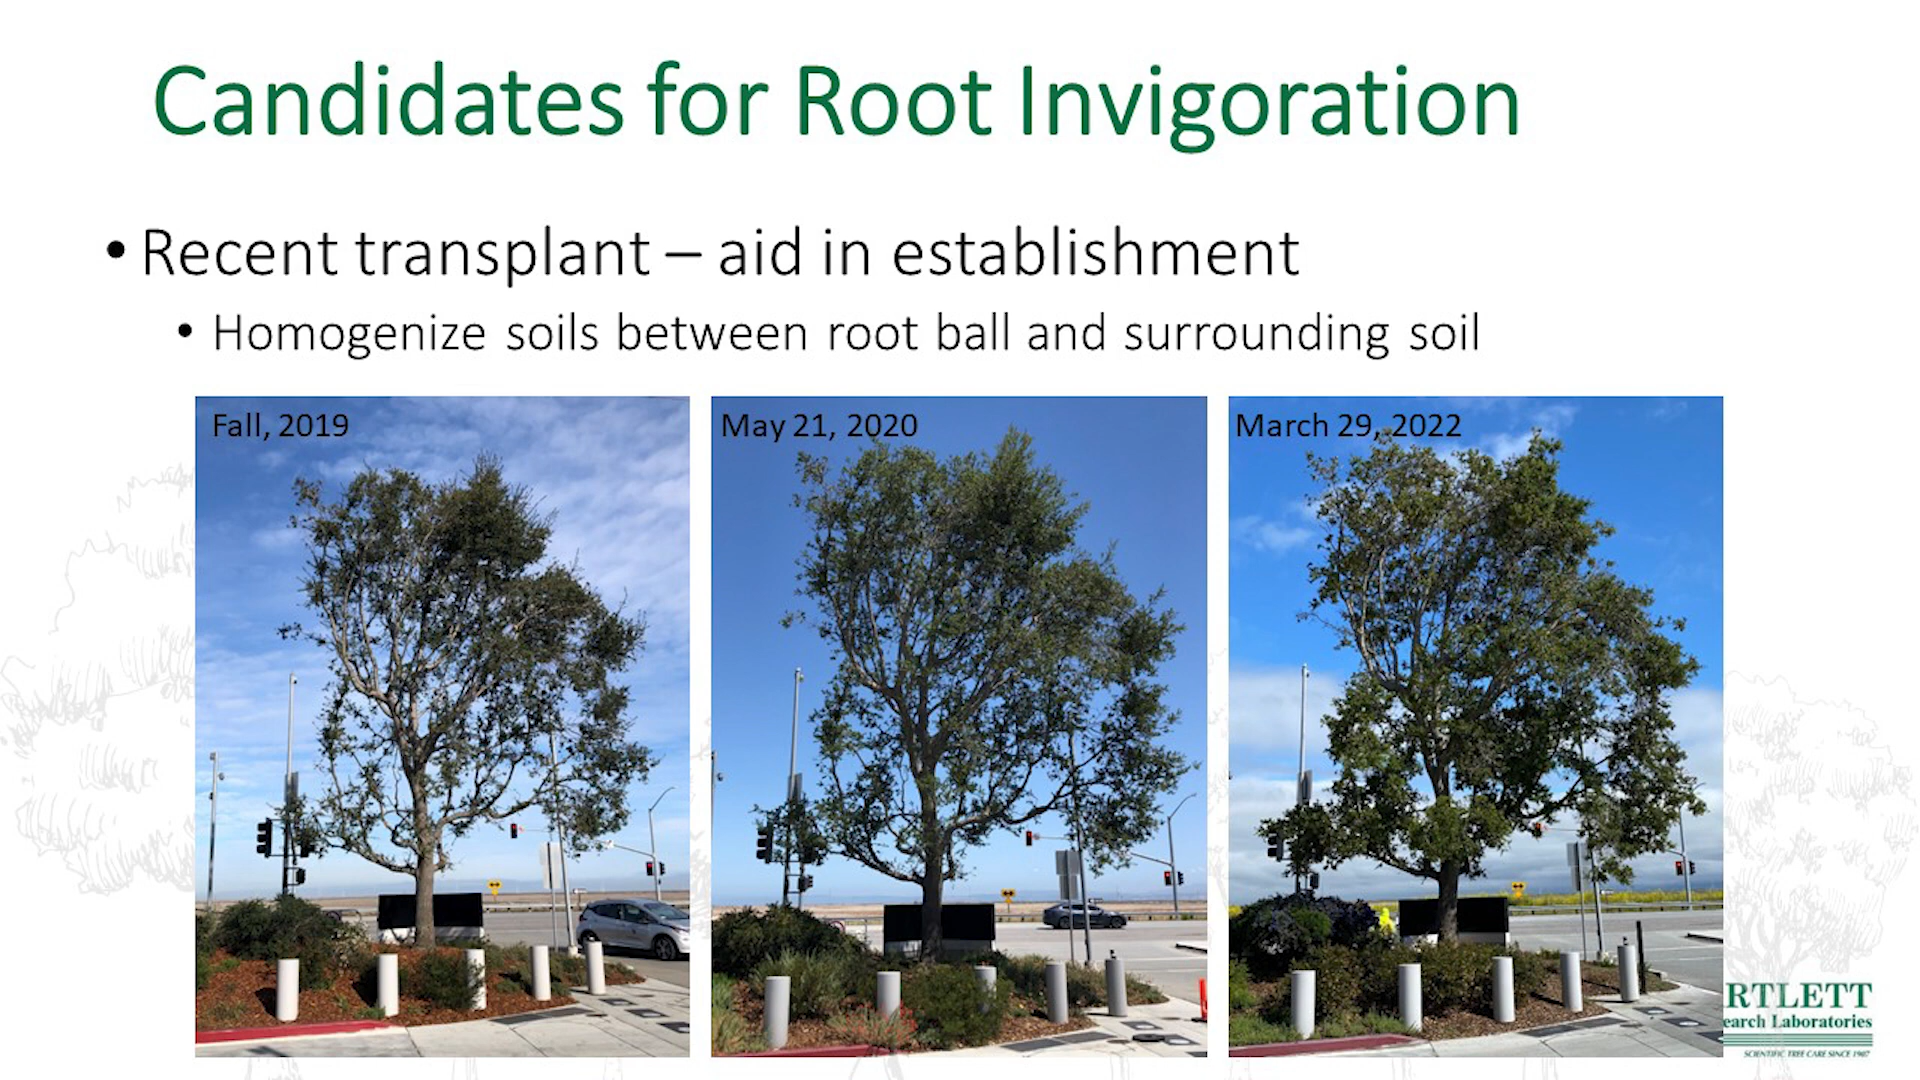 Candidates for Root Invigoration
• Recent transplant – aid in establishment
• Homogenize soils between root ball and surrounding soil
Fall, 2019
May 21, 2020
March 29, 2022
RTLETT
earch Laboratories
SCIENTIFIC TREE CARE SINCE 1907